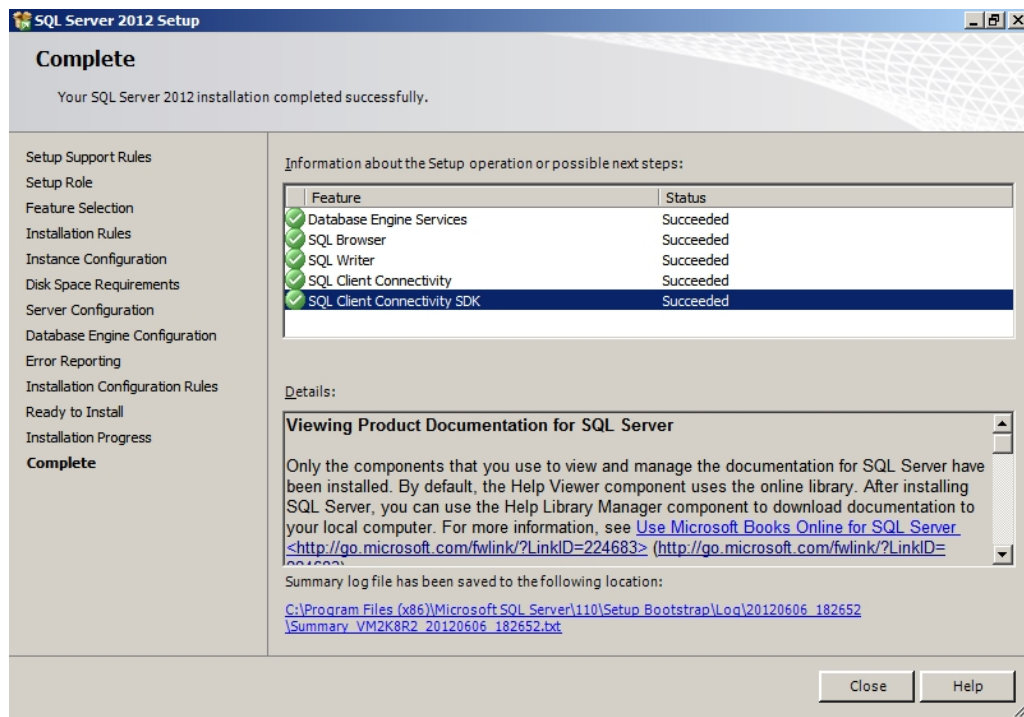 SQL Server 2012 Setup
Complete
Your SQL Server 2012 installation completed successfully.
Setup Support Rules
Setup Role
Feature Selection
Installation Rules
Instance Configuration
Disk Space Requirements
Server Configuration
Database Engine Configuration
Error Reporting
Installation Configuration Rules
Ready to Install
Installation Progress
Complete
Information about the Setup operation or possible next steps:
Feature Status
Database Engine Services Succeeded
SQL Browser Succeeded
SQL Writer Succeeded
SQL Client Connectivity Succeeded
SQL Client Connectivity SDK Succeeded
Details:
Viewing Product Documentation for SQL Server
Only the components that you use to view and manage the documentation for SQL Server have
been installed. By default, the Help Viewer component uses the online library. After installing
SQL Server, you can use the Help Library Manager component to download documentation to
your local computer. For more information, see Use Microsoft Books Online for SQL Server
<http://go.microsoft.com/fwlink/?LinkID=224683> (http://go.microsoft.com/fwlink/?LinkID=
224683)
Summary log file has been saved to the following location:
C:\Program Files (x86)\Microsoft SQL Server\110\Setup Bootstrap\Log\20120606_182652
\Summary_VM2K8R2_20120606_182652.txt
Close Help